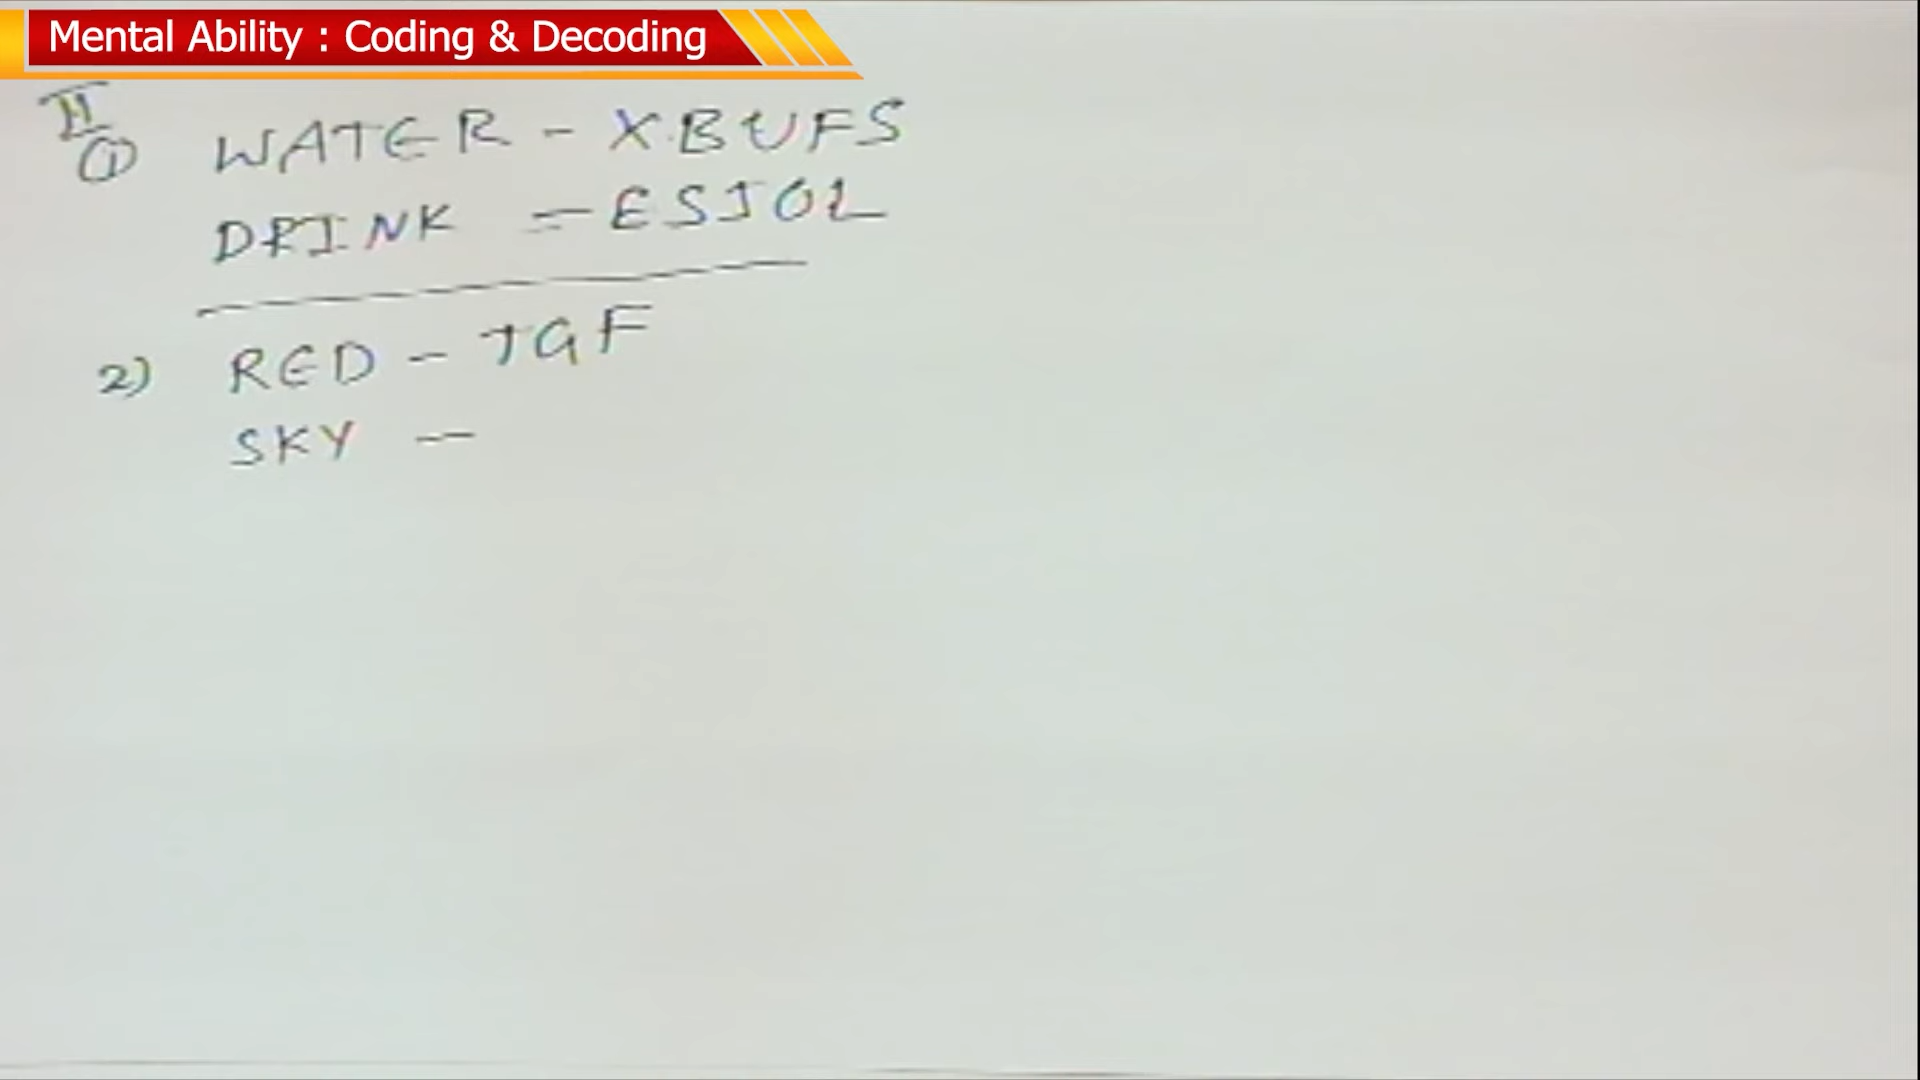 Mental Ability : Coding & Decoding
II
① WATER - XBUFS
DRINK = ESJOL
2) RED - TGF
SKY -